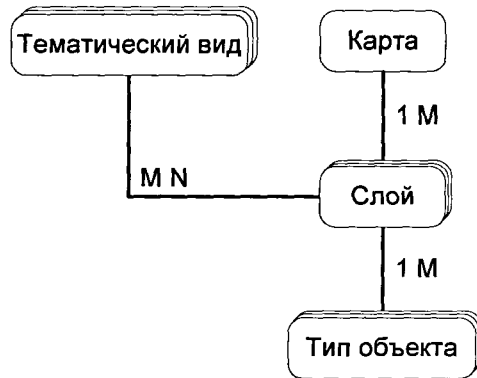 Тематический вид
Карта
1 М
М N
Слой
1 М
Тип объекта